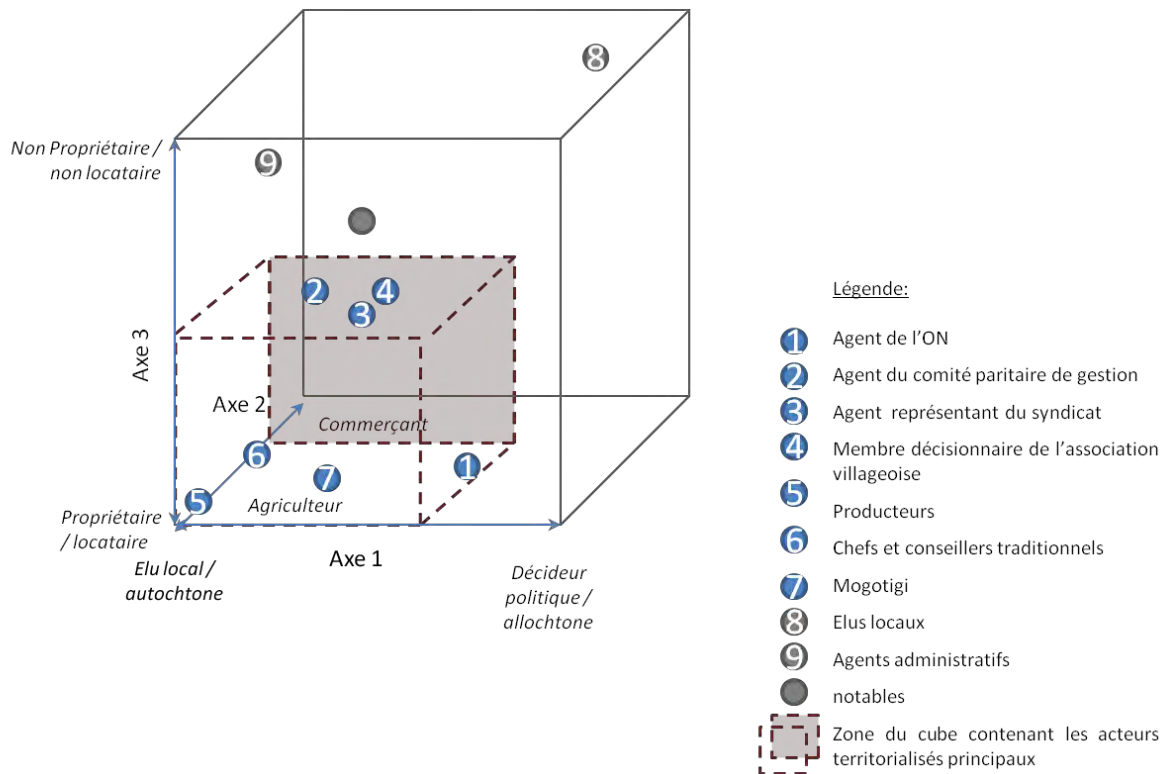 8
Non Propriétaire /
non locataire
9
2
4
3
Axe 3
Axe 2
Commerçant
6
1
7
5
Agriculteur
Propriétaire
/ locataire
Axe 1
Elu local /
autochtone
Décideur
politique /
allochtone
Légende:
1 Agent de l’ON
2 Agent du comité paritaire de gestion
3 Agent représentant du syndicat
4 Membre décisionnaire de l’association
villageoise
5 Producteurs
6 Chefs et conseillers traditionnels
7 Mogotigi
8 Elus locaux
9 Agents administratifs
notables
Zone du cube contenant les acteurs
territorialisés principaux